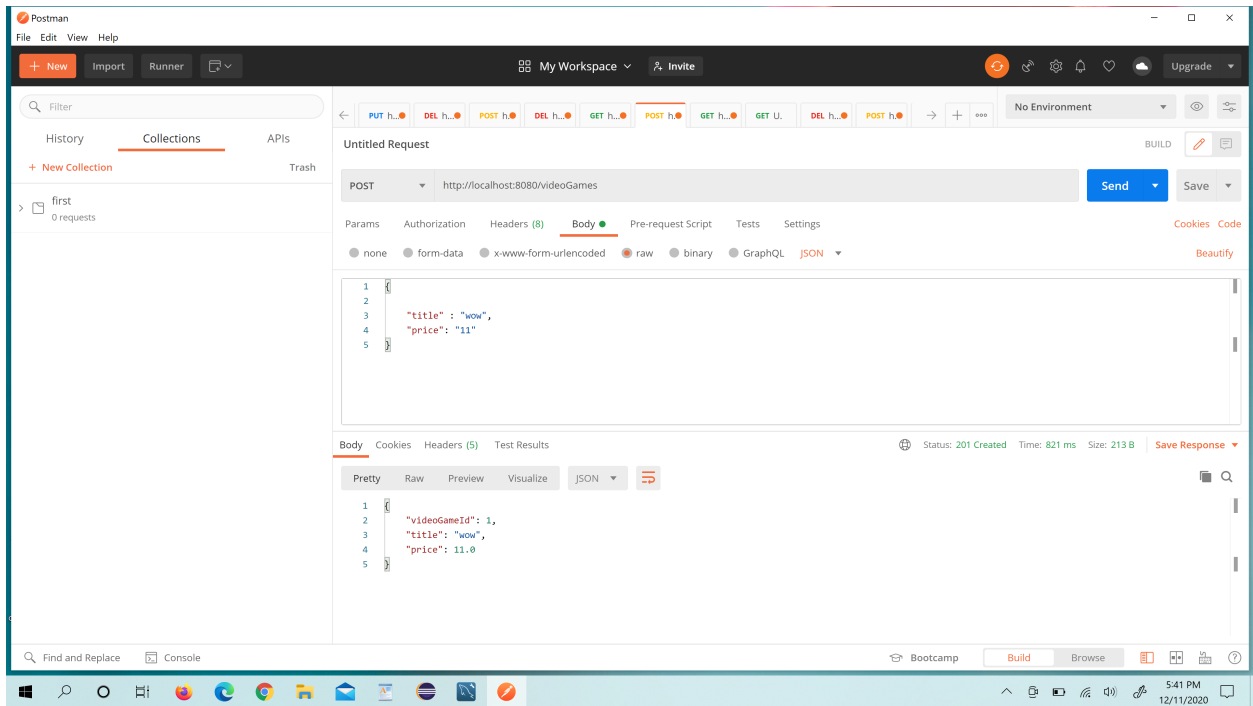 Postman
File Edit View Help
+ New Import Runner My Workspace Invite Upgrade
Filter
History Collections APIs
+ New Collection Trash
first
0 requests
PUT h... DEL h... POST h. DEL h... GET h... POST h. GET h... GET U. DEL h... POST h.
No Environment
Untitled Request BUILD
POST http://localhost:8080/videoGames Send Save
Params Authorization Headers (8) Body Pre-request Script Tests Settings Cookies Code
none form-data x-www-form-urlencoded raw binary GraphQL JSON Beautify
1 {
2
3 "title" : "wow",
4 "price": "11"
5 }
Body Cookies Headers (5) Test Results Status: 201 Created Time: 821 ms Size: 213 B Save Response
Pretty Raw Preview Visualize JSON
1 {
2 "videoGameId": 1,
3 "title": "wow",
4 "price": 11.0
5 }
Find and Replace Console Bootcamp Build Browse
5:41 PM
12/11/2020